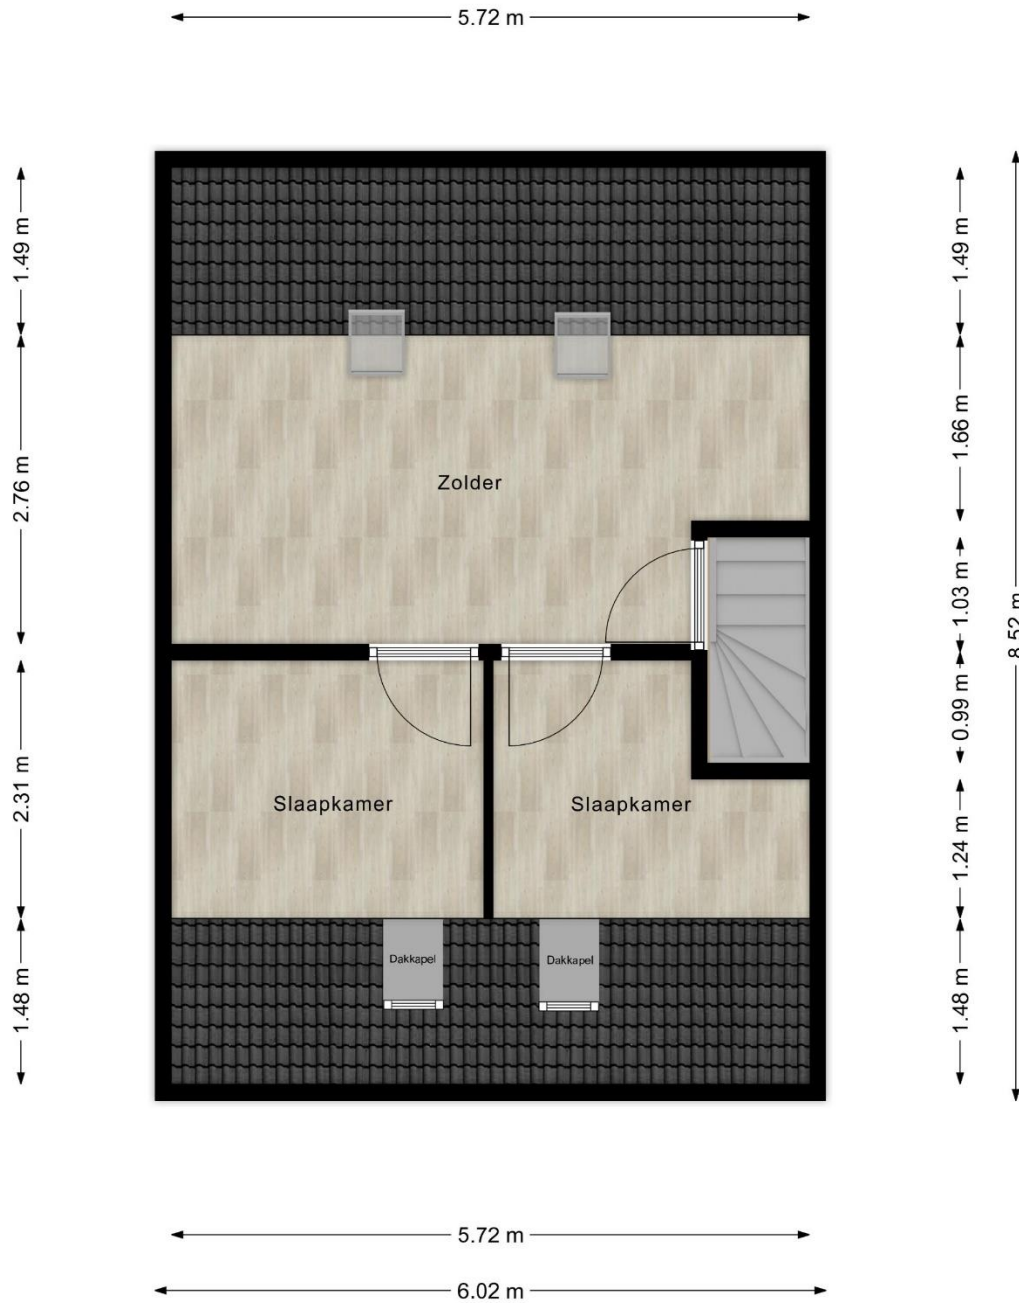 5.72 m
1.49 m
1.49 m
2.76 m
1.66 m
Zolder
1.03 m
8.52 m
0.99 m
2.31 m
Slaapkamer
Slaapkamer
1.24 m
Dakkapel
Dakkapel
1.48 m
1.48 m
5.72 m
6.02 m